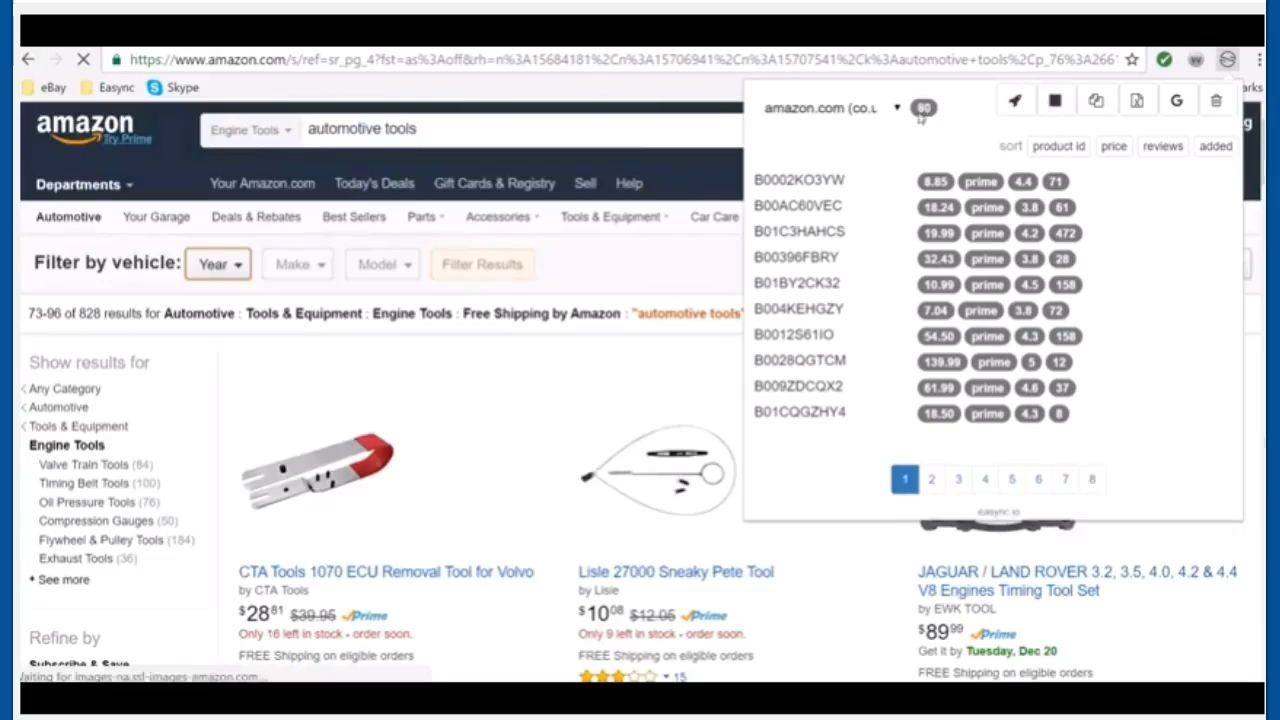 https://www.amazon.com/s/ref=sr_pg_4?fst=as%3Aoff&rh=n%3A15684181%2Cn%3A15706941%2Cn%3A15707541%2Ck%3Aautomotive+tools%2Cp_76%3A266
eBay Easync Skype arks
amazon.com (co.u 80
amazon Try Prime
Engine Tools automotive tools
sort product id price reviews added
Departments Your Amazon.com Today's Deals Gift Cards & Registry Sell Help
Automotive Your Garage Deals & Rebates Best Sellers Parts Accessories Tools & Equipment Car Care
B0002KO3YW 8.85 prime 4.4 71
B00AC60VEC 18.24 prime 3.8 61
B01C3HAHCS 19.99 prime 4.2 472
B00396FBRY 32.43 prime 3.8 28
B01BY2CK32 10.99 prime 4.5 158
B004KEHGZY 7.04 prime 3.8 72
B0012S61IO 54.50 prime 4.3 158
B0028QGTCM 139.99 prime 5 12
B009ZDCQX2 61.99 prime 4.6 37
B01CQGZHY4 18.50 prime 4.3 8
1 2 3 4 5 6 7 8
easync.io
Filter by vehicle: Year Make Model Filter Results
73-96 of 828 results for Automotive : Tools & Equipment : Engine Tools : Free Shipping by Amazon : "automotive tools"
Show results for
Any Category
Automotive
Tools & Equipment
Engine Tools
Valve Train Tools (84)
Timing Belt Tools (100)
Oil Pressure Tools (76)
Compression Gauges (50)
Flywheel & Pulley Tools (184)
Exhaust Tools (36)
See more
Refine by
Subscribe & Save
CTA Tools 1070 ECU Removal Tool for Volvo
by CTA Tools
$28 81 $39.95 Prime
Only 16 left in stock - order soon.
FREE Shipping on eligible orders
Lisle 27000 Sneaky Pete Tool
by Lisle
$10 08 $12.05 Prime
Only 9 left in stock - order soon.
FREE Shipping on eligible orders
15
JAGUAR / LAND ROVER 3.2, 3.5, 4.0, 4.2 & 4.4
V8 Engines Timing Tool Set
by EWK TOOL
$89 99 Prime
Get it by Tuesday, Dec 20
FREE Shipping on eligible orders
Waiting for images-na.ssl-images-amazon.com...